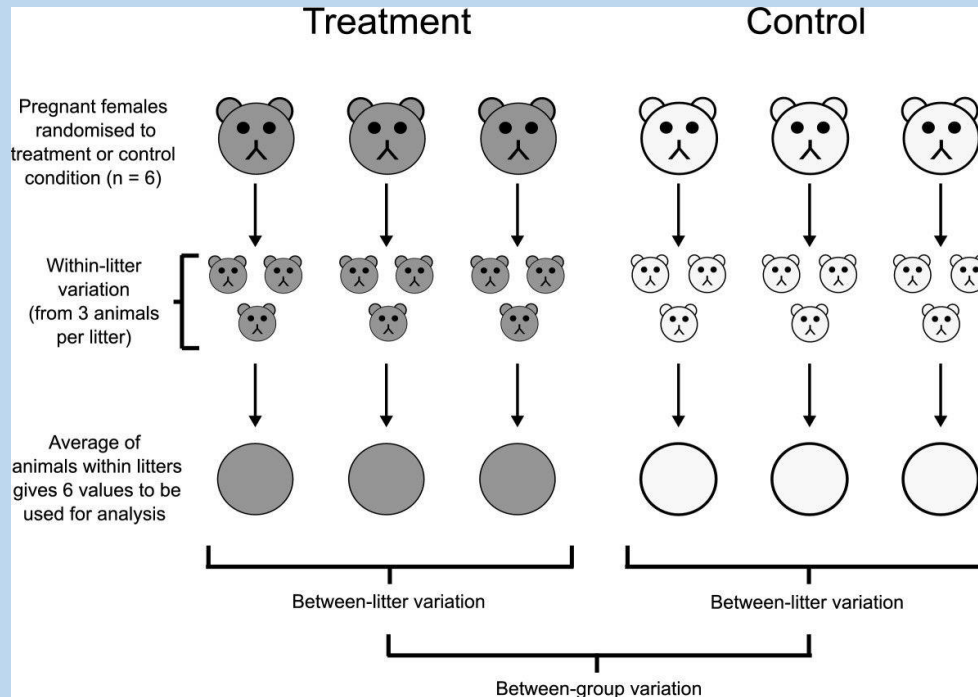 Treatment
Control
Pregnant females
randomised to
treatment or control
condition (n = 6)
Within-litter
variation
(from 3 animals
per litter)
Average of
animals within litters
gives 6 values to be
used for analysis
Between-litter variation
Between-litter variation
Between-group variation